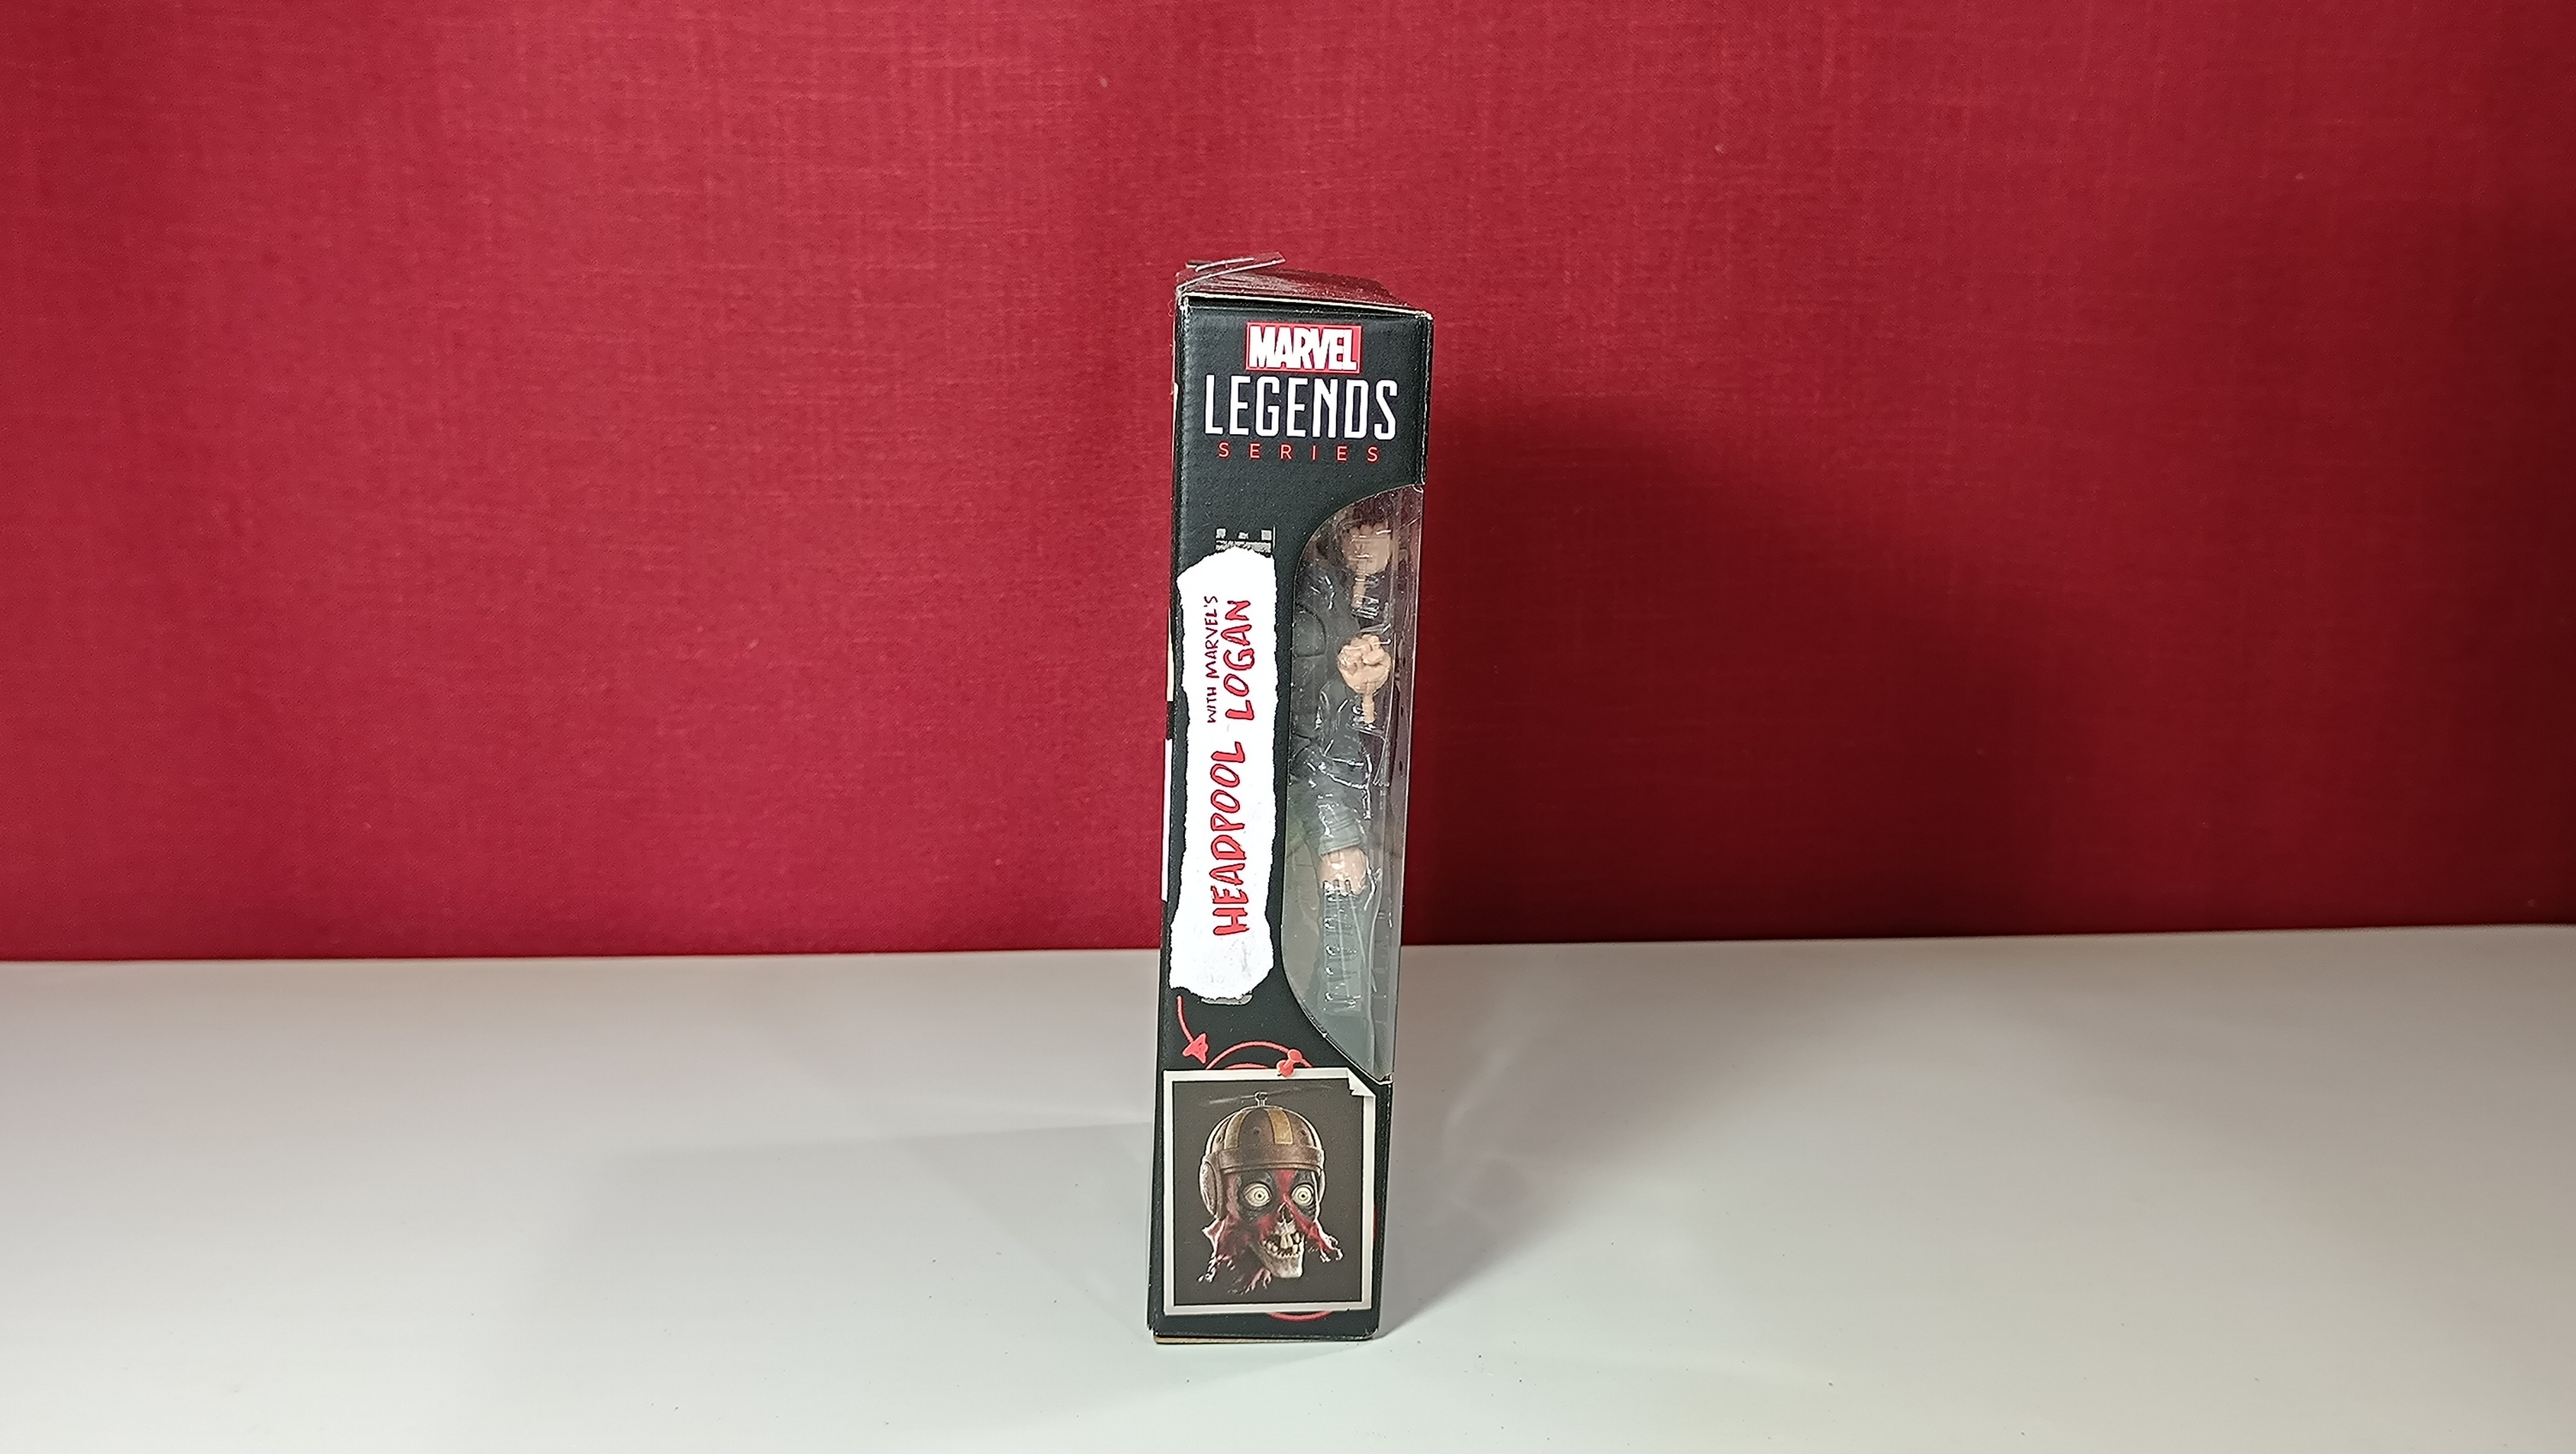 MARVEL
LEGENDS
SERIES
HEADPOOL
WITH MARVEL'S
LOGAN